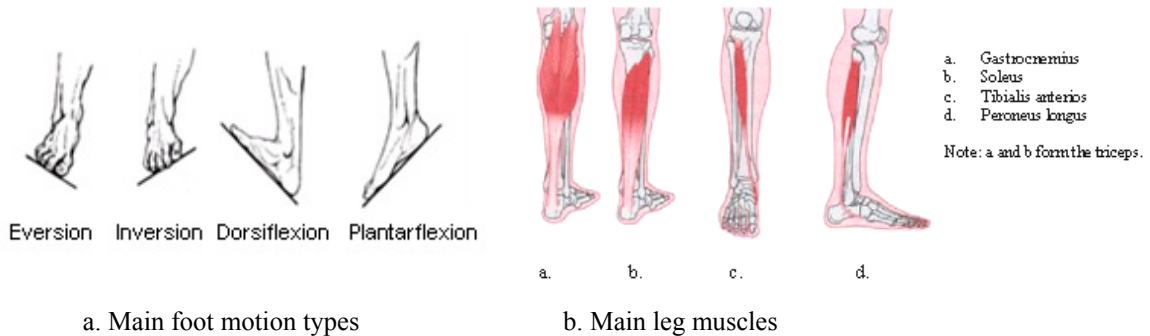 a. Gastrocnemius
b. Soleus
c. Tibialis anterios
d. Peroneus longus
Note: a and b form the triceps.
Eversion Inversion Dorsiflexion Plantarflexion
a. b. c. d.
a. Main foot motion types b. Main leg muscles